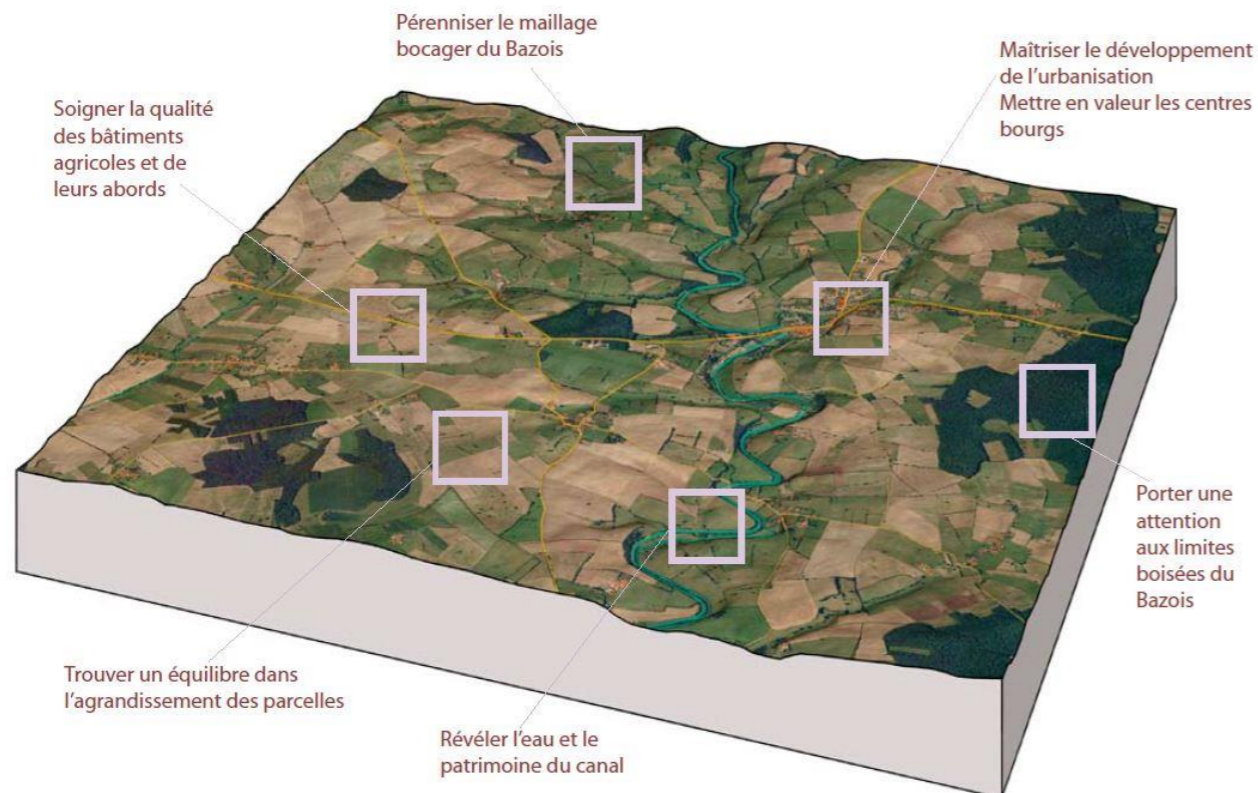 Pérenniser le maillage
bocager du Bazois
Maîtriser le développement
de l'urbanisation
Mettre en valeur les centres
bourgs
Soigner la qualité
des bâtiments
agricoles et de
leurs abords
Porter une
attention
aux limites
boisées du
Bazois
Trouver un équilibre dans
l'agrandissement des parcelles
Révéler l'eau et le
patrimoine du canal